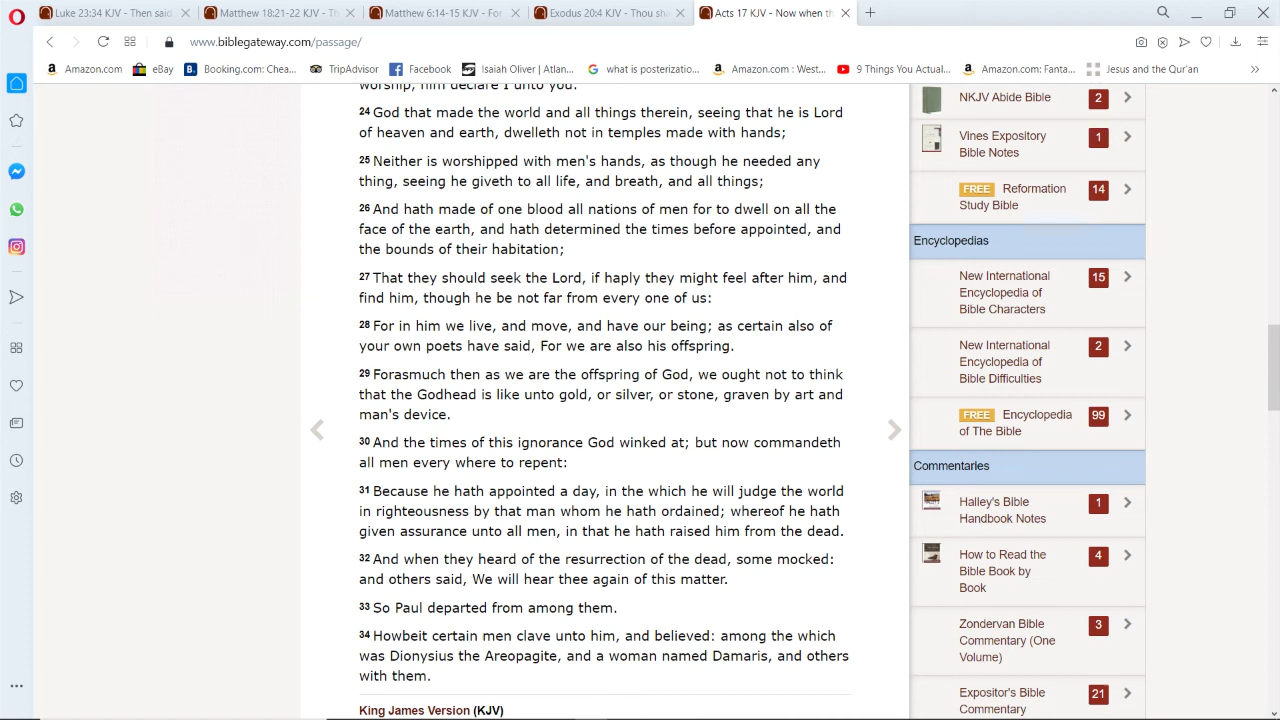 Luke 23:34 KJV - Then said
Matthew 18:21-22 KJV - Th
Matthew 6:14-15 KJV - For
Exodus 20:4 KJV - Thou sha
Acts 17 KJV - Now when th
www.biblegateway.com/passage/
Amazon.com
eBay
Booking.com: Chea...
TripAdvisor
Facebook
Isaiah Oliver | Atlan...
what is posterizatio...
Amazon.com : West...
9 Things You Actual...
Amazon.com: Fanta...
Jesus and the Qur'an
worship, him declare I unto you.
24 God that made the world and all things therein, seeing that he is Lord
of heaven and earth, dwelleth not in temples made with hands;
25 Neither is worshipped with men's hands, as though he needed any
thing, seeing he giveth to all life, and breath, and all things;
26 And hath made of one blood all nations of men for to dwell on all the
face of the earth, and hath determined the times before appointed, and
the bounds of their habitation;
27 That they should seek the Lord, if haply they might feel after him, and
find him, though he be not far from every one of us:
28 For in him we live, and move, and have our being; as certain also of
your own poets have said, For we are also his offspring.
29 Forasmuch then as we are the offspring of God, we ought not to think
that the Godhead is like unto gold, or silver, or stone, graven by art and
man's device.
30 And the times of this ignorance God winked at; but now commandeth
all men every where to repent:
31 Because he hath appointed a day, in the which he will judge the world
in righteousness by that man whom he hath ordained; whereof he hath
given assurance unto all men, in that he hath raised him from the dead.
32 And when they heard of the resurrection of the dead, some mocked:
and others said, We will hear thee again of this matter.
33 So Paul departed from among them.
34 Howbeit certain men clave unto him, and believed: among the which
was Dionysius the Areopagite, and a woman named Damaris, and others
with them.
King James Version (KJV)
NKJV Abide Bible 2
Vines Expository 1
Bible Notes
FREE Reformation 14
Study Bible
Encyclopedias
New International 15
Encyclopedia of
Bible Characters
New International 2
Encyclopedia of
Bible Difficulties
FREE Encyclopedia 99
of The Bible
Commentaries
Halley's Bible 1
Handbook Notes
How to Read the 4
Bible Book by
Book
Zondervan Bible 3
Commentary (One
Volume)
Expositor's Bible 21
Commentary